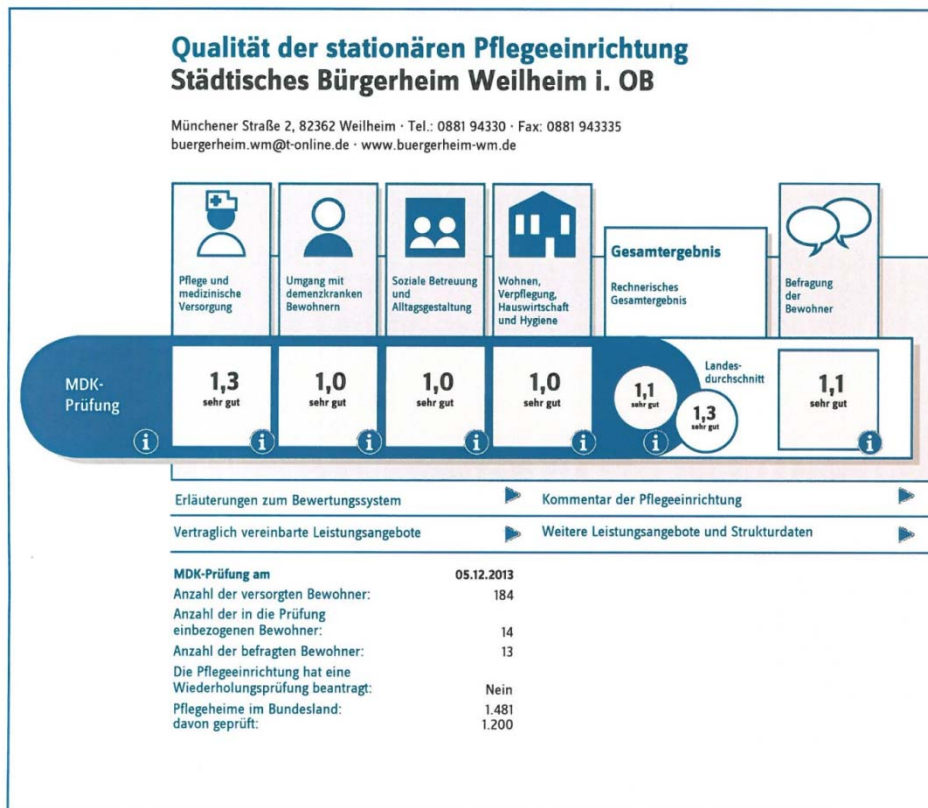 Qualität der stationären Pflegeeinrichtung
Städtisches Bürgerheim Weilheim i. OB
Münchener Straße 2, 82362 Weilheim · Tel.: 0881 94330 · Fax: 0881 943335
buergerheim.wm@t-online.de · www.buergerheim-wm.de
Pflege und
medizinische
Versorgung
Umgang mit
demenzkranken
Bewohnern
Soziale Betreuung
und
Alltagsgestaltung
Wohnen,
Verpflegung,
Hauswirtschaft
und Hygiene
Gesamtergebnis
Rechnerisches
Gesamtergebnis
Befragung
der
Bewohner
MDK-
Prüfung
i
1,3
sehr gut
i
1,0
sehr gut
i
1,0
sehr gut
i
1,0
sehr gut
i
1,1
sehr gut
i
Landes-
durchschnitt
1,3
sehr gut
1,1
sehr gut
i
Erläuterungen zum Bewertungssystem
Kommentar der Pflegeeinrichtung
Vertraglich vereinbarte Leistungsangebote
Weitere Leistungsangebote und Strukturdaten
MDK-Prüfung am 05.12.2013
Anzahl der versorgten Bewohner: 184
Anzahl der in die Prüfung
einbezogenen Bewohner: 14
Anzahl der befragten Bewohner: 13
Die Pflegeeinrichtung hat eine
Wiederholungsprüfung beantragt: Nein
Pflegeheime im Bundesland: 1.481
davon geprüft: 1.200